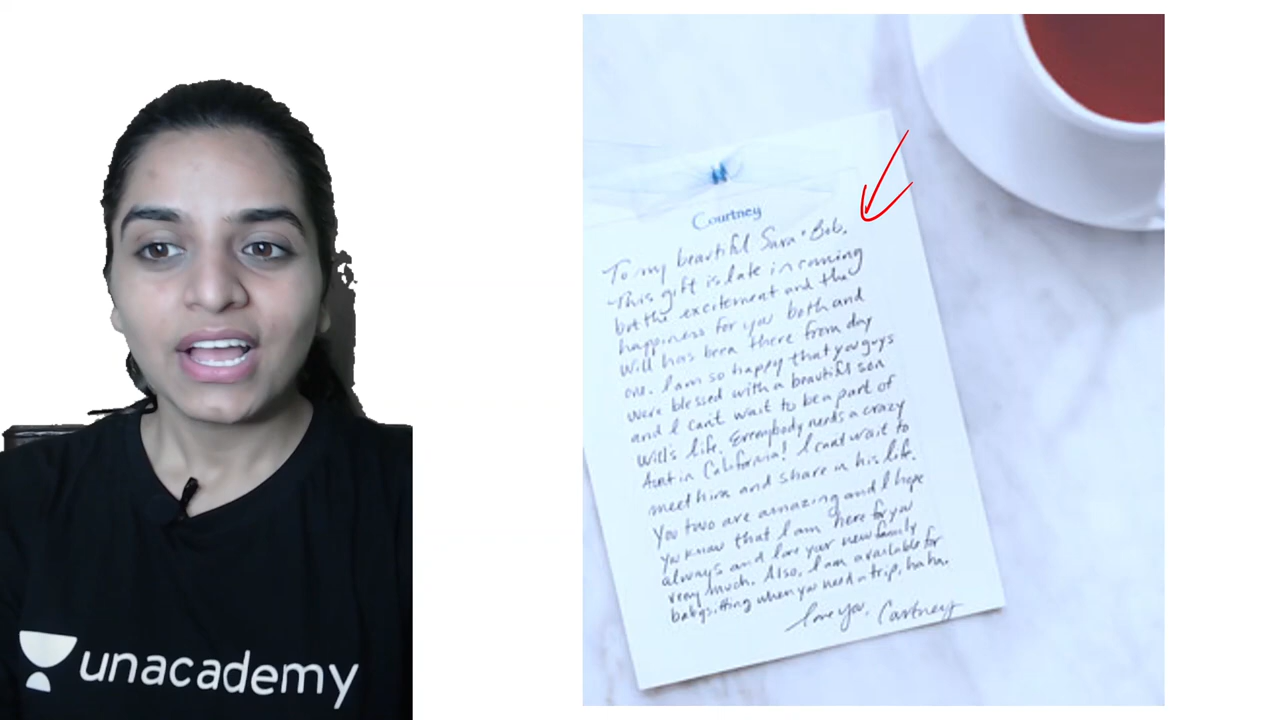 Courtney
To my beautiful Sara + Bob,
This gift is late in coming
but the excitement and the
happiness for you both and
Will has been there from day
one. I am so happy that you guys
were blessed with a beautiful son
and I can't wait to be a part of
Will's life. Everybody needs a crazy
Aunt in California! I cant wait to
meet him and share in his life.
You two are amazing and I hope
you know that I am here for you
always and love your new family
very much. Also, I am available for
babysitting when you need a trip, haha.
love you, Courtney
unacademy